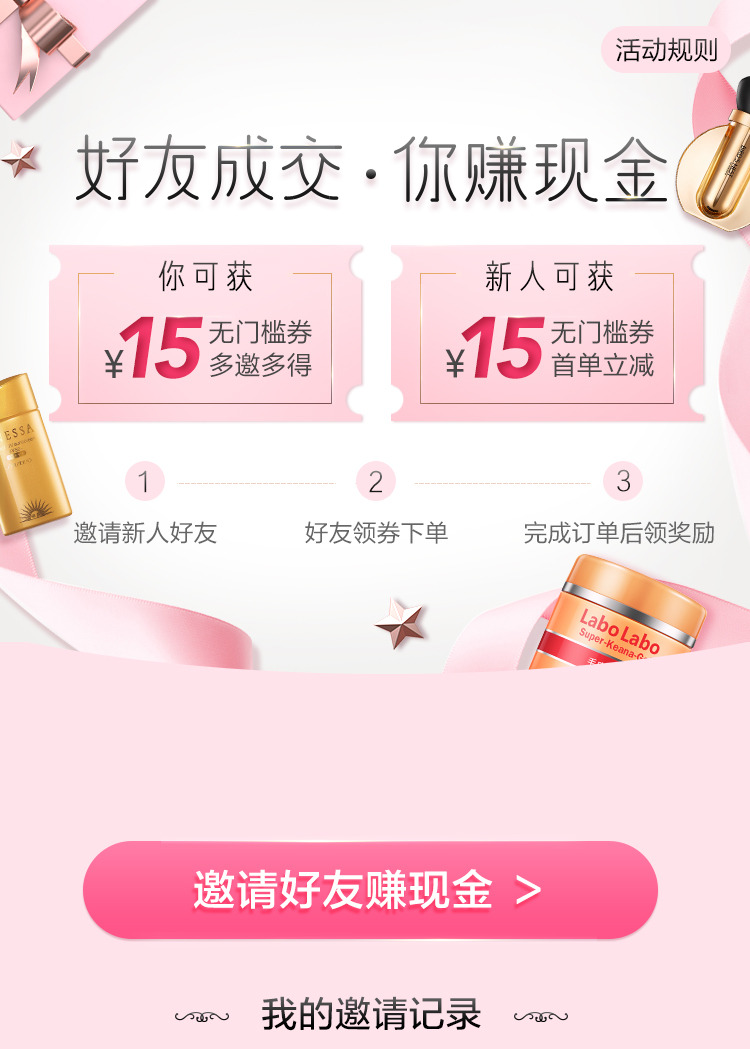 活动规则
好友成交·你赚现金
你可获
¥15 无门槛券
多邀多得
新人可获
¥15 无门槛券
首单立减
1
2
3
邀请新人好友
好友领券下单
完成订单后领奖励
ESSA
Labo Labo
Super-Keana-
邀请好友赚现金 >
我的邀请记录